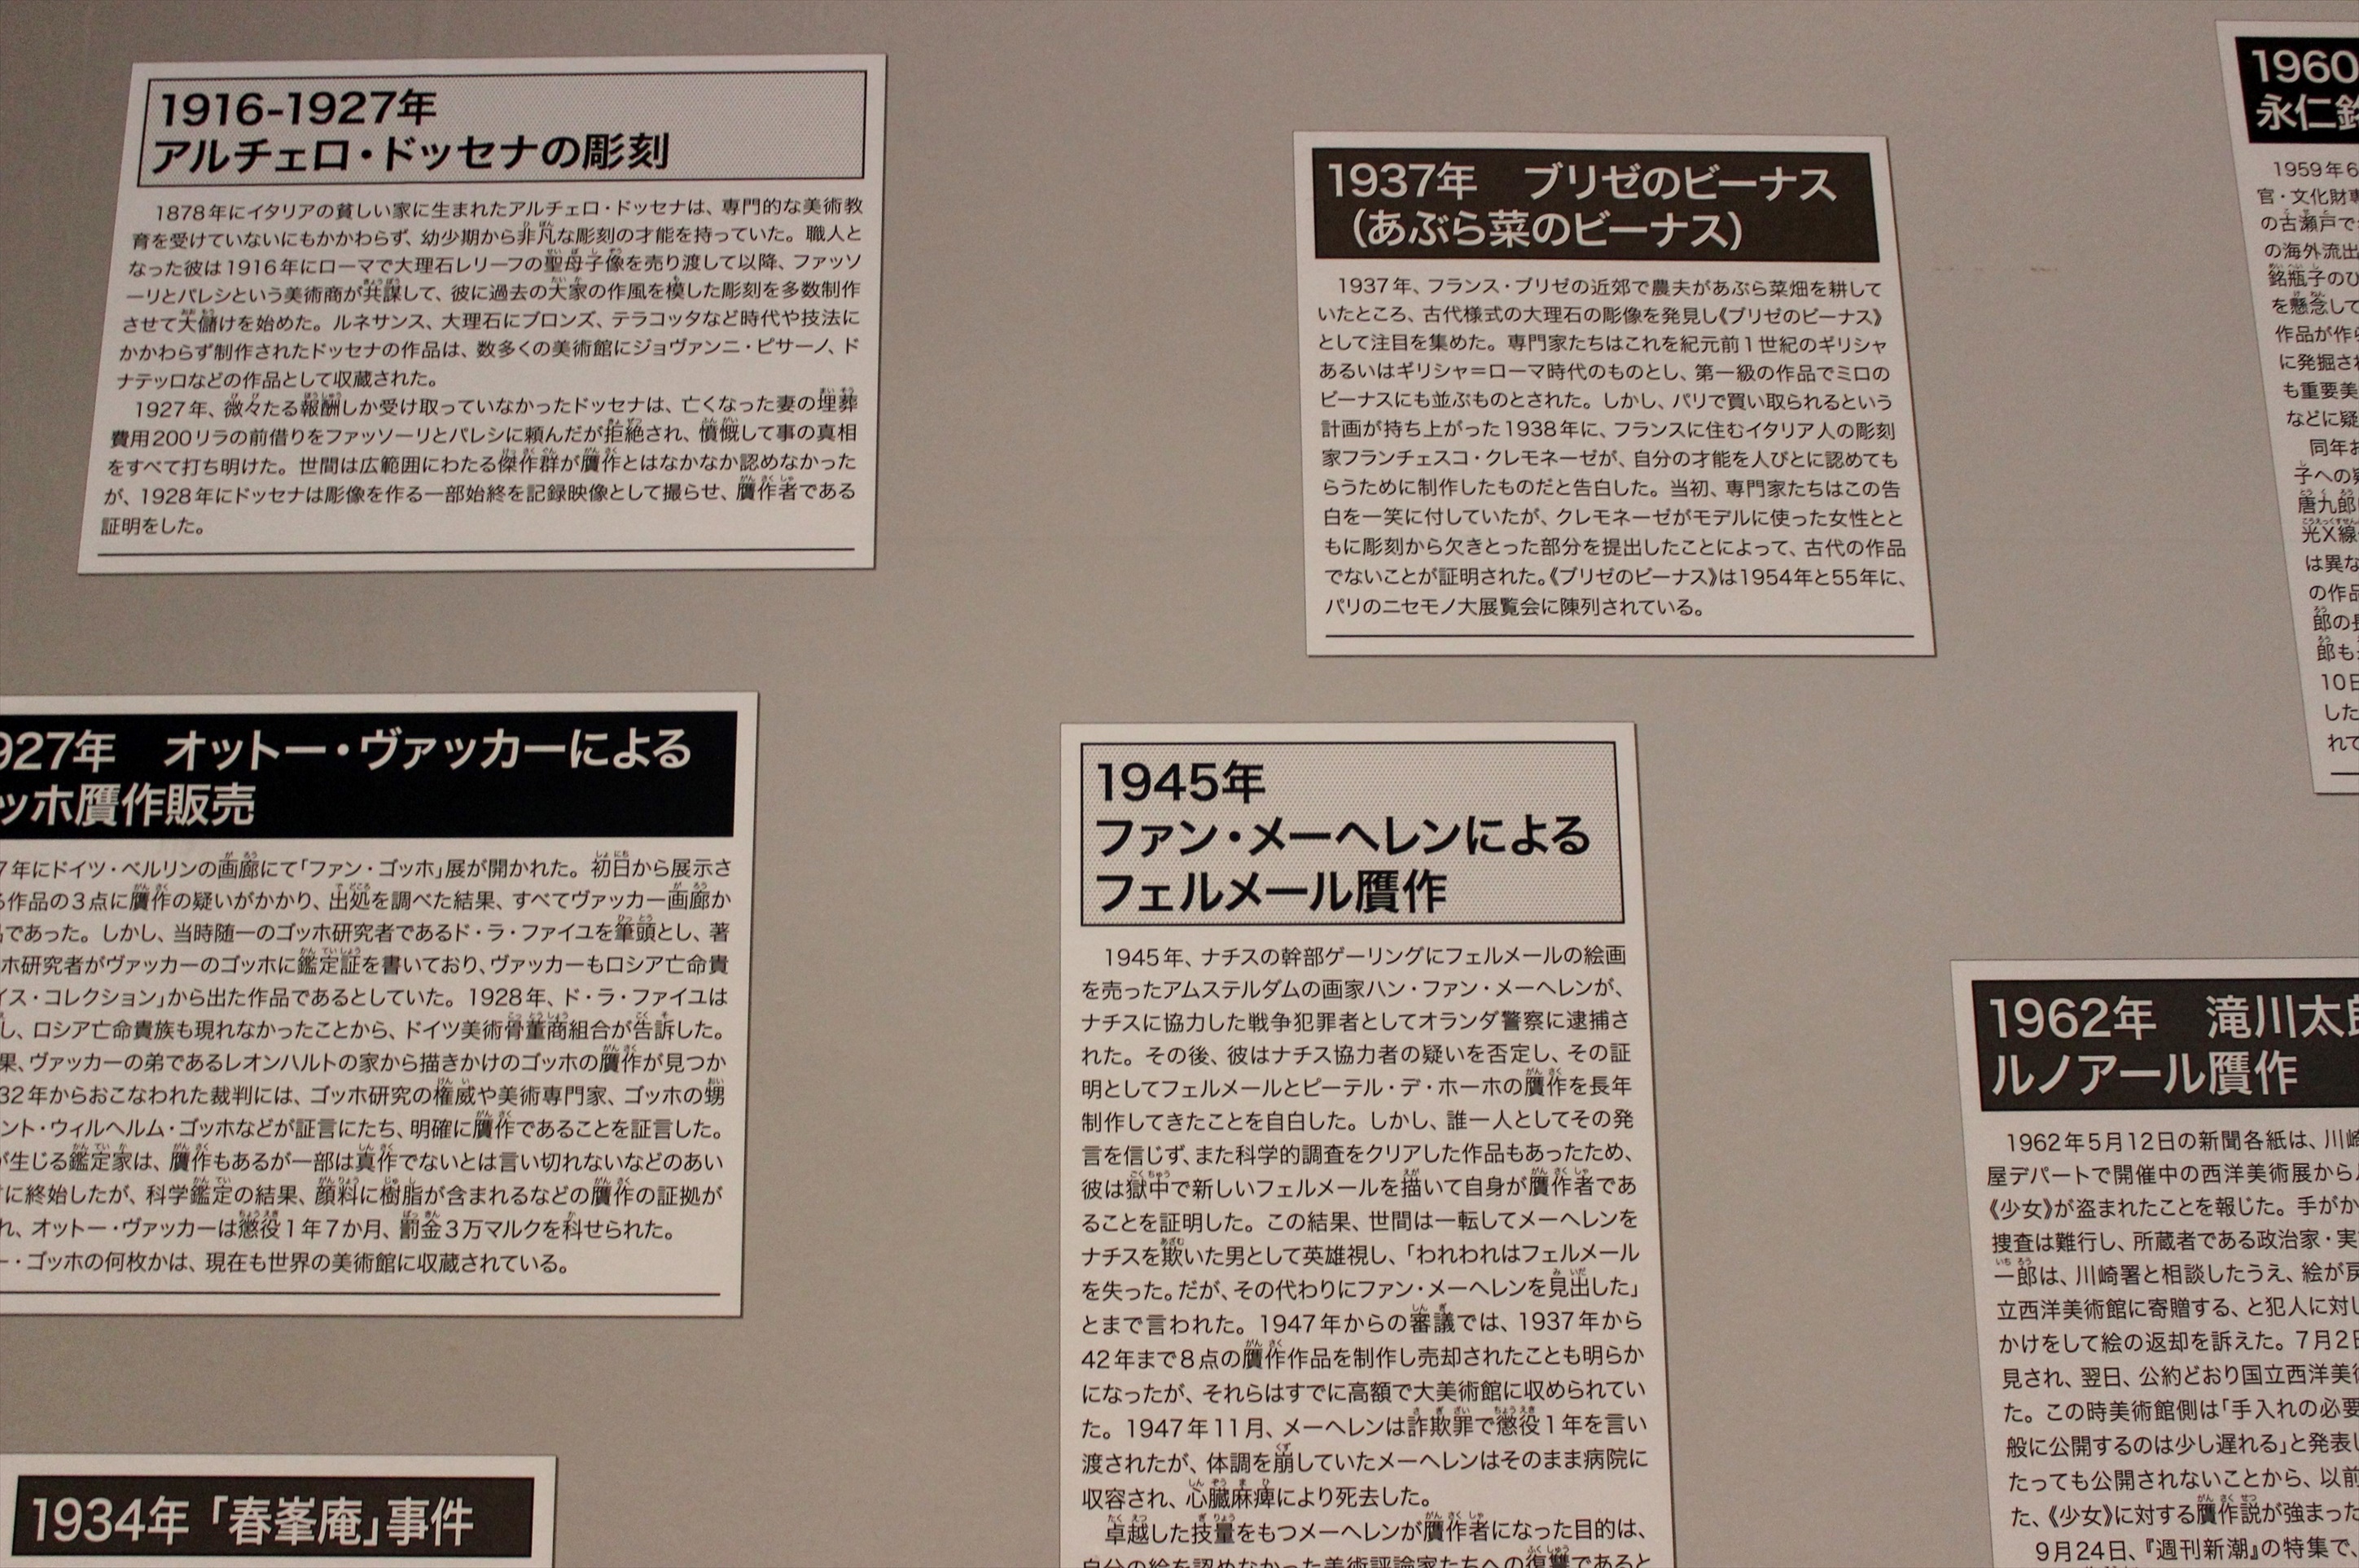 1916-1927年
アルチェロ・ドッセナの彫刻
1878年にイタリアの貧しい家に生まれたアルチェロ・ドッセナは、専門的な美術教
育を受けていないにもかかわらず、幼少期から非凡な彫刻の才能を持っていた。職人と
なった彼は1916年にローマで大理石レリーフの聖母子像を売り渡して以降、ファッソ
ーリとパレシという美術商が共謀して、彼に過去の大家の作風を模した彫刻を多数制作
させて大儲けを始めた。ルネサンス、大理石にブロンズ、テラコッタなど時代や技法に
かかわらず制作されたドッセナの作品は、数多くの美術館にジョヴァンニ・ピサーノ、ド
ナテッロなどの作品として収蔵された。
1927年、微々たる報酬しか受け取っていなかったドッセナは、亡くなった妻の埋葬
費用200リラの前借りをファッソーリとパレシに頼んだが拒絶され、憤慨して事の真相
をすべて打ち明けた。世間は広範囲にわたる傑作群が贋作とはなかなか認めなかった
が、1928年にドッセナは彫像を作る一部始終を記録映像として撮らせ、贋作者である
証明をした。
1937年　ブリゼのビーナス
（あぶら菜のビーナス）
1937年、フランス・ブリゼの近郊で農夫があぶら菜畑を耕して
いたところ、古代様式の大理石の彫像を発見し《ブリゼのビーナス》
として注目を集めた。専門家たちはこれを紀元前1世紀のギリシャ
あるいはギリシャ＝ローマ時代のものとし、第一級の作品でミロの
ビーナスにも並ぶものとされた。しかし、パリで買い取られるという
計画が持ち上がった1938年に、フランスに住むイタリア人の彫刻
家フランチェスコ・クレモネーゼが、自分の才能を人びとに認めても
らうために制作したものだと告白した。当初、専門家たちはこの告
白を一笑に付していたが、クレモネーゼがモデルに使った女性とと
もに彫刻から欠きとった部分を提出したことによって、古代の作品
でないことが証明された。《ブリゼのビーナス》は1954年と55年に、
パリのニセモノ大展覧会に陳列されている。
1960
永仁
1959年6
官・文化財専
の古瀬戸で
の海外流出
銘瓶子のひ
を懸念して
作品が作ら
に発掘され
も重要美
などに疑
同年お
子への疑
唐九郎
光X線
は異な
の作品
郎の長
郎も
10日
した
れて
927年　オットー・ヴァッカーによる
ッホ贋作販売
7年にドイツ・ベルリンの画廊にて「ファン・ゴッホ」展が開かれた。初日から展示さ
作品の3点に贋作の疑いがかかり、出処を調べた結果、すべてヴァッカー画廊か
であった。しかし、当時随一のゴッホ研究者であるド・ラ・ファイユを筆頭とし、著
ホ研究者がヴァッカーのゴッホに鑑定証を書いており、ヴァッカーもロシア亡命貴
イス・コレクション」から出た作品であるとしていた。1928年、ド・ラ・ファイユは
し、ロシア亡命貴族も現れなかったことから、ドイツ美術骨董商組合が告訴した。
果、ヴァッカーの弟であるレオンハルトの家から描きかけのゴッホの贋作が見つか
32年からおこなわれた裁判には、ゴッホ研究の権威や美術専門家、ゴッホの甥
ント・ウィルヘルム・ゴッホなどが証言にたち、明確に贋作であることを証言した。
が生じる鑑定家は、贋作もあるが一部は真作でないとは言い切れないなどのあい
に終始したが、科学鑑定の結果、顔料に樹脂が含まれるなどの贋作の証拠が
れ、オットー・ヴァッカーは懲役1年7か月、罰金3万マルクを科せられた。
ー・ゴッホの何枚かは、現在も世界の美術館に収蔵されている。
1945年
ファン・メーヘレンによる
フェルメール贋作
1945年、ナチスの幹部ゲーリングにフェルメールの絵画
を売ったアムステルダムの画家ハン・ファン・メーヘレンが、
ナチスに協力した戦争犯罪者としてオランダ警察に逮捕さ
れた。その後、彼はナチス協力者の疑いを否定し、その証
明としてフェルメールとピーテル・デ・ホーホの贋作を長年
制作してきたことを自白した。しかし、誰一人としてその発
言を信じず、また科学的調査をクリアした作品もあったため、
彼は獄中で新しいフェルメールを描いて自身が贋作者であ
ることを証明した。この結果、世間は一転してメーヘレンを
ナチスを欺いた男として英雄視し、「われわれはフェルメール
を失った。だが、その代わりにファン・メーヘレンを見出した」
とまで言われた。1947年からの審議では、1937年から
42年まで8点の贋作作品を制作し売却されたことも明らか
になったが、それらはすでに高額で大美術館に収められてい
た。1947年11月、メーヘレンは詐欺罪で懲役1年を言い
渡されたが、体調を崩していたメーヘレンはそのまま病院に
収容され、心臓麻痺により死去した。
卓越した技量をもつメーヘレンが贋作者になった目的は、
自分の絵を認めなかった美術評論家たちへの復讐であると
1962年　滝川太郎
ルノアール贋作
1962年5月12日の新聞各紙は、川崎
屋デパートで開催中の西洋美術展から
《少女》が盗まれたことを報じた。手がか
捜査は難行し、所蔵者である政治家・実
一郎は、川崎署と相談したうえ、絵が戻
立西洋美術館に寄贈する、と犯人に対し
かけをして絵の返却を訴えた。7月2日
見され、翌日、公約どおり国立西洋美術
た。この時美術館側は「手入れの必要
般に公開するのは少し遅れる」と発表し
たっても公開されないことから、以前
た、《少女》に対する贋作説が強まった
9月24日、『週刊新潮』の特集で、
1934年「春峯庵」事件